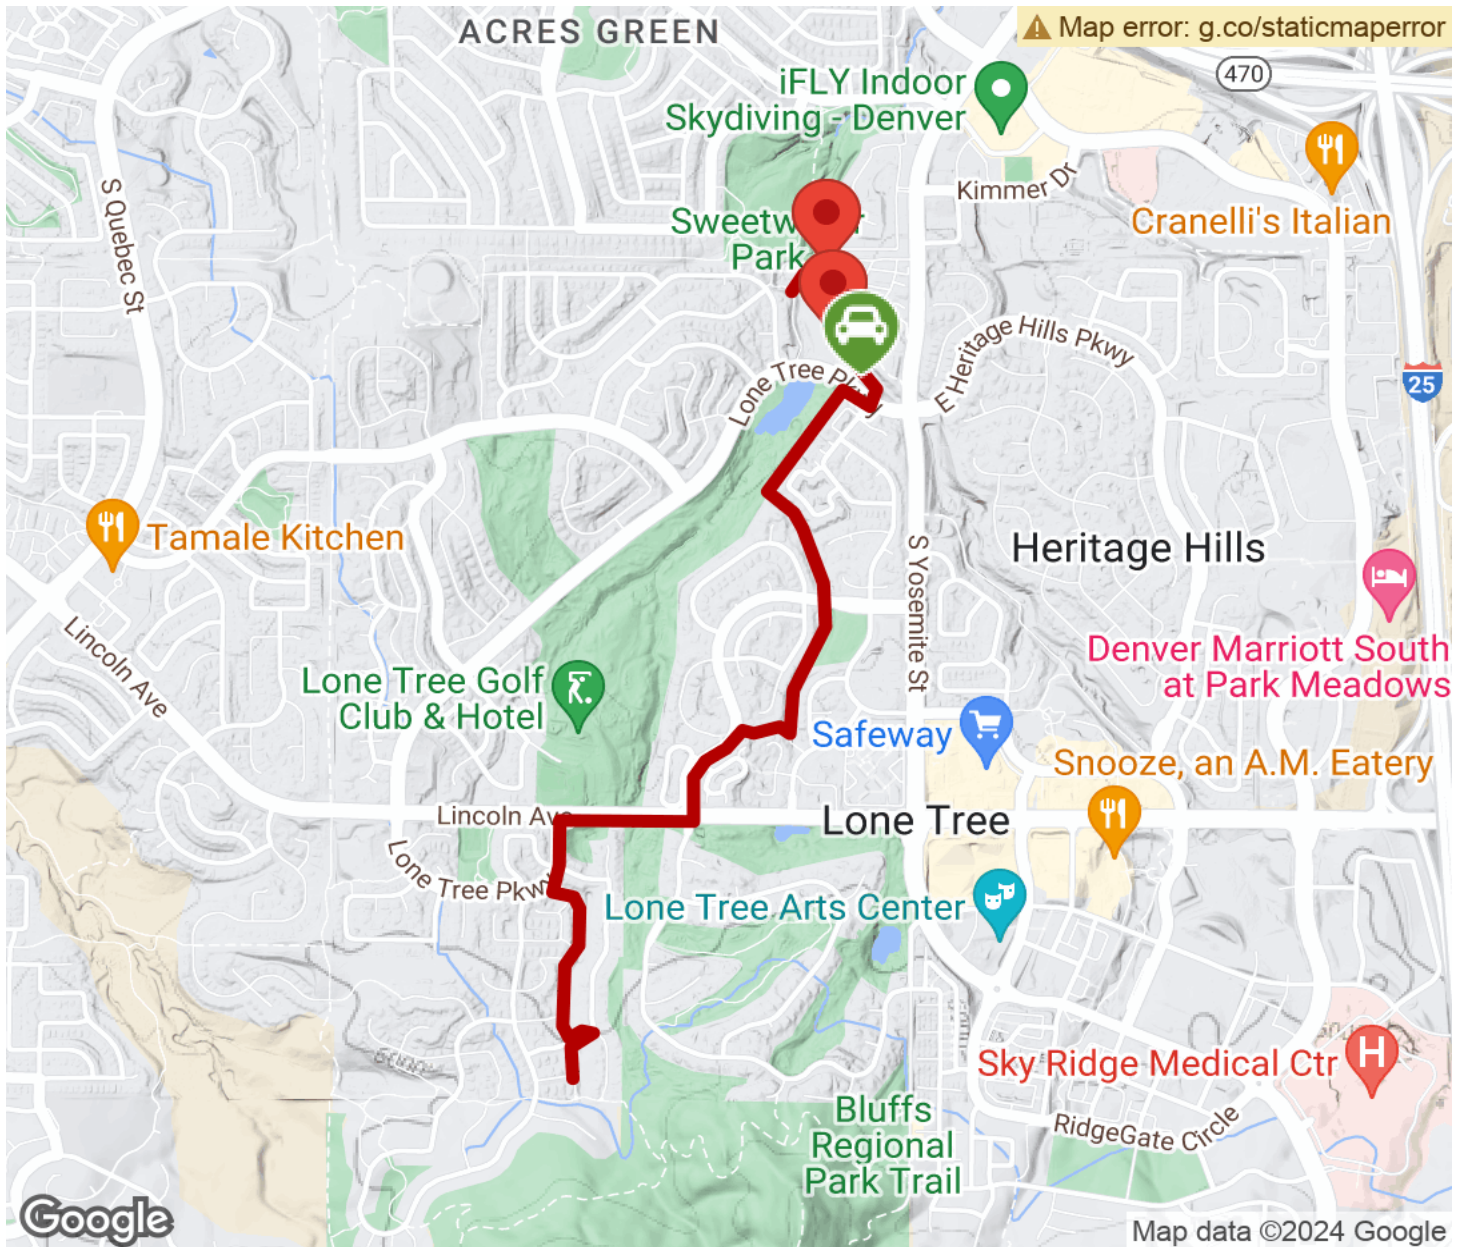 ACRES GREEN
Map error: g.co/staticmaperror
470
iFLY Indoor
Skydiving - Denver
Kimmer Dr
Cranelli's Italian
S Quebec St
Park
E Heritage Hills Pkwy
Lone Tree
25
Tamale Kitchen
S Yosemite St
Heritage Hills
Lincoln Ave
Lone Tree Golf
Club & Hotel
Denver Marriott South
at Park Meadows
Safeway
Snooze, an A.M. Eatery
Lincoln
Lone Tree
Lone Tree Pkwy
Lone Tree Arts Center
H
Sky Ridge Medical Ctr
Bluffs
Regional
Park Trail
RidgeGate Circle
Google
Map data ©2024 Google